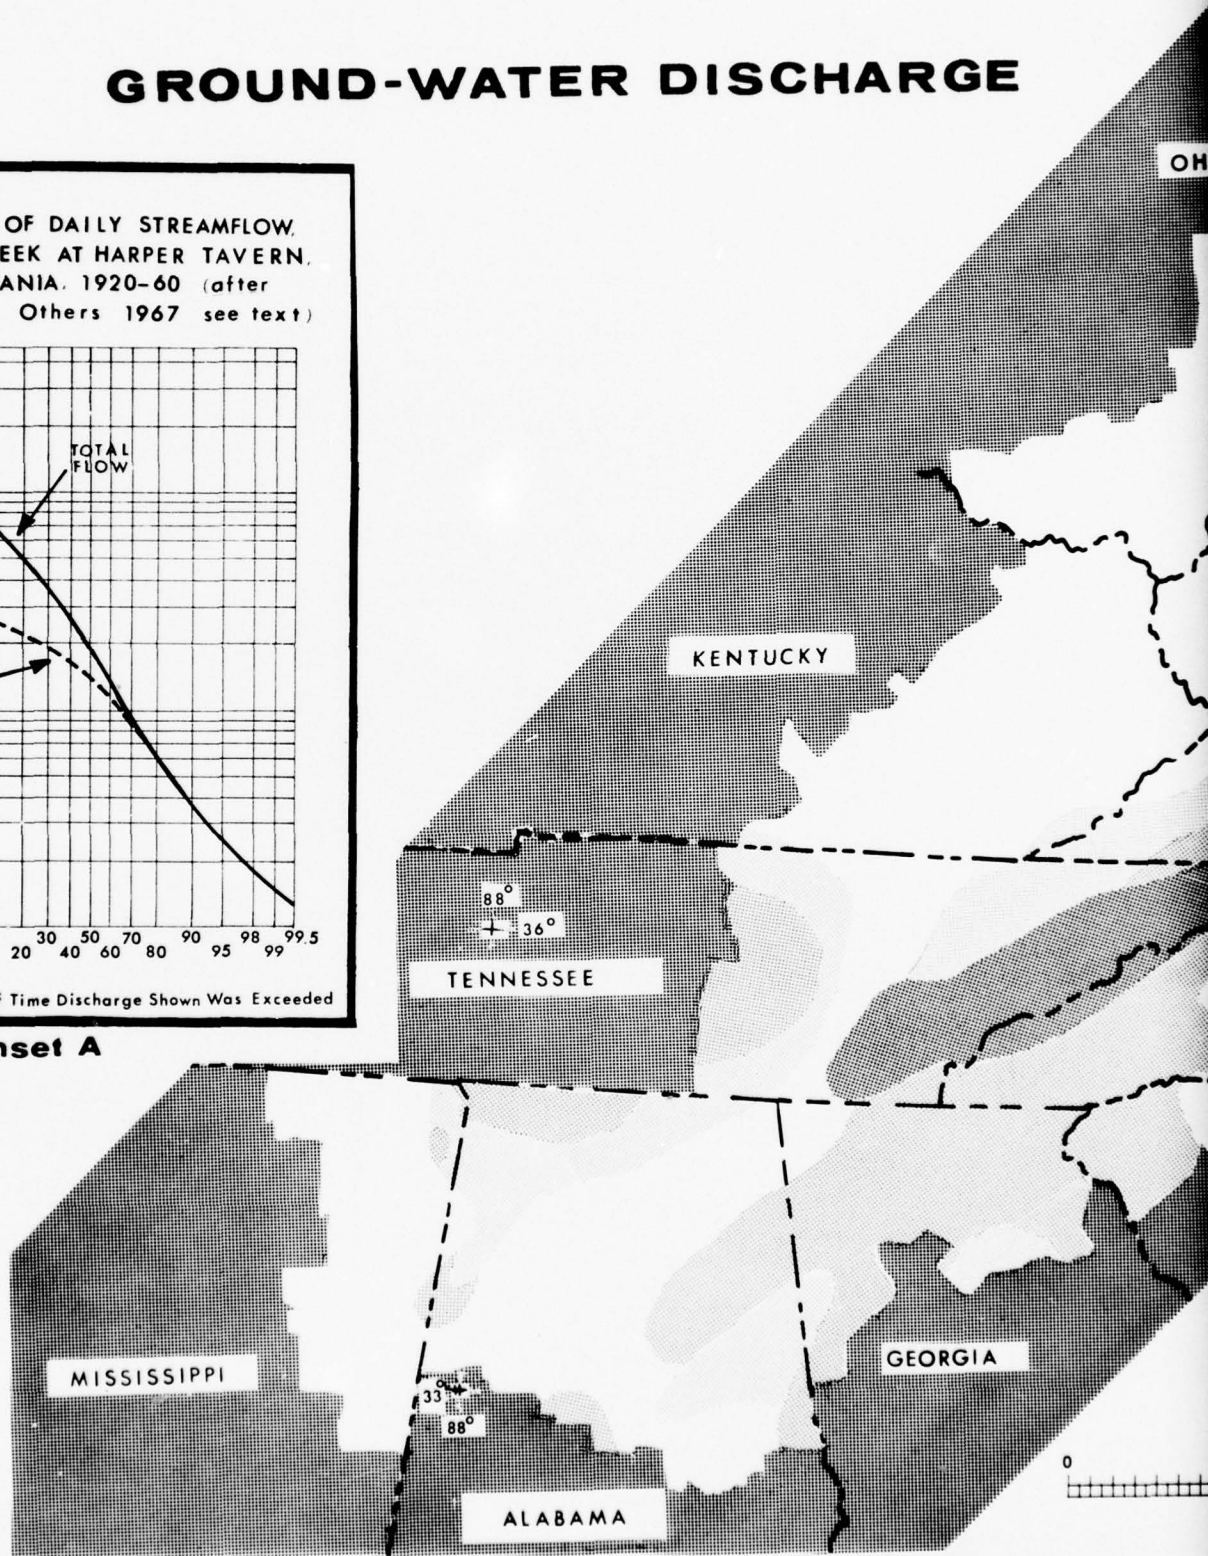 GROUND-WATER DISCHARGE
OF DAILY STREAMFLOW,
EEK AT HARPER TAVERN,
ANIA. 1920-60 (after
Others 1967 see text)
TOTAL
FLOW
30 50 70 90 98 99.5
20 40 60 80 95 99
Time Discharge Shown Was Exceeded
nset A
OH
KENTUCKY
88°
36°
TENNESSEE
MISSISSIPPI
33°
88°
GEORGIA
ALABAMA
0